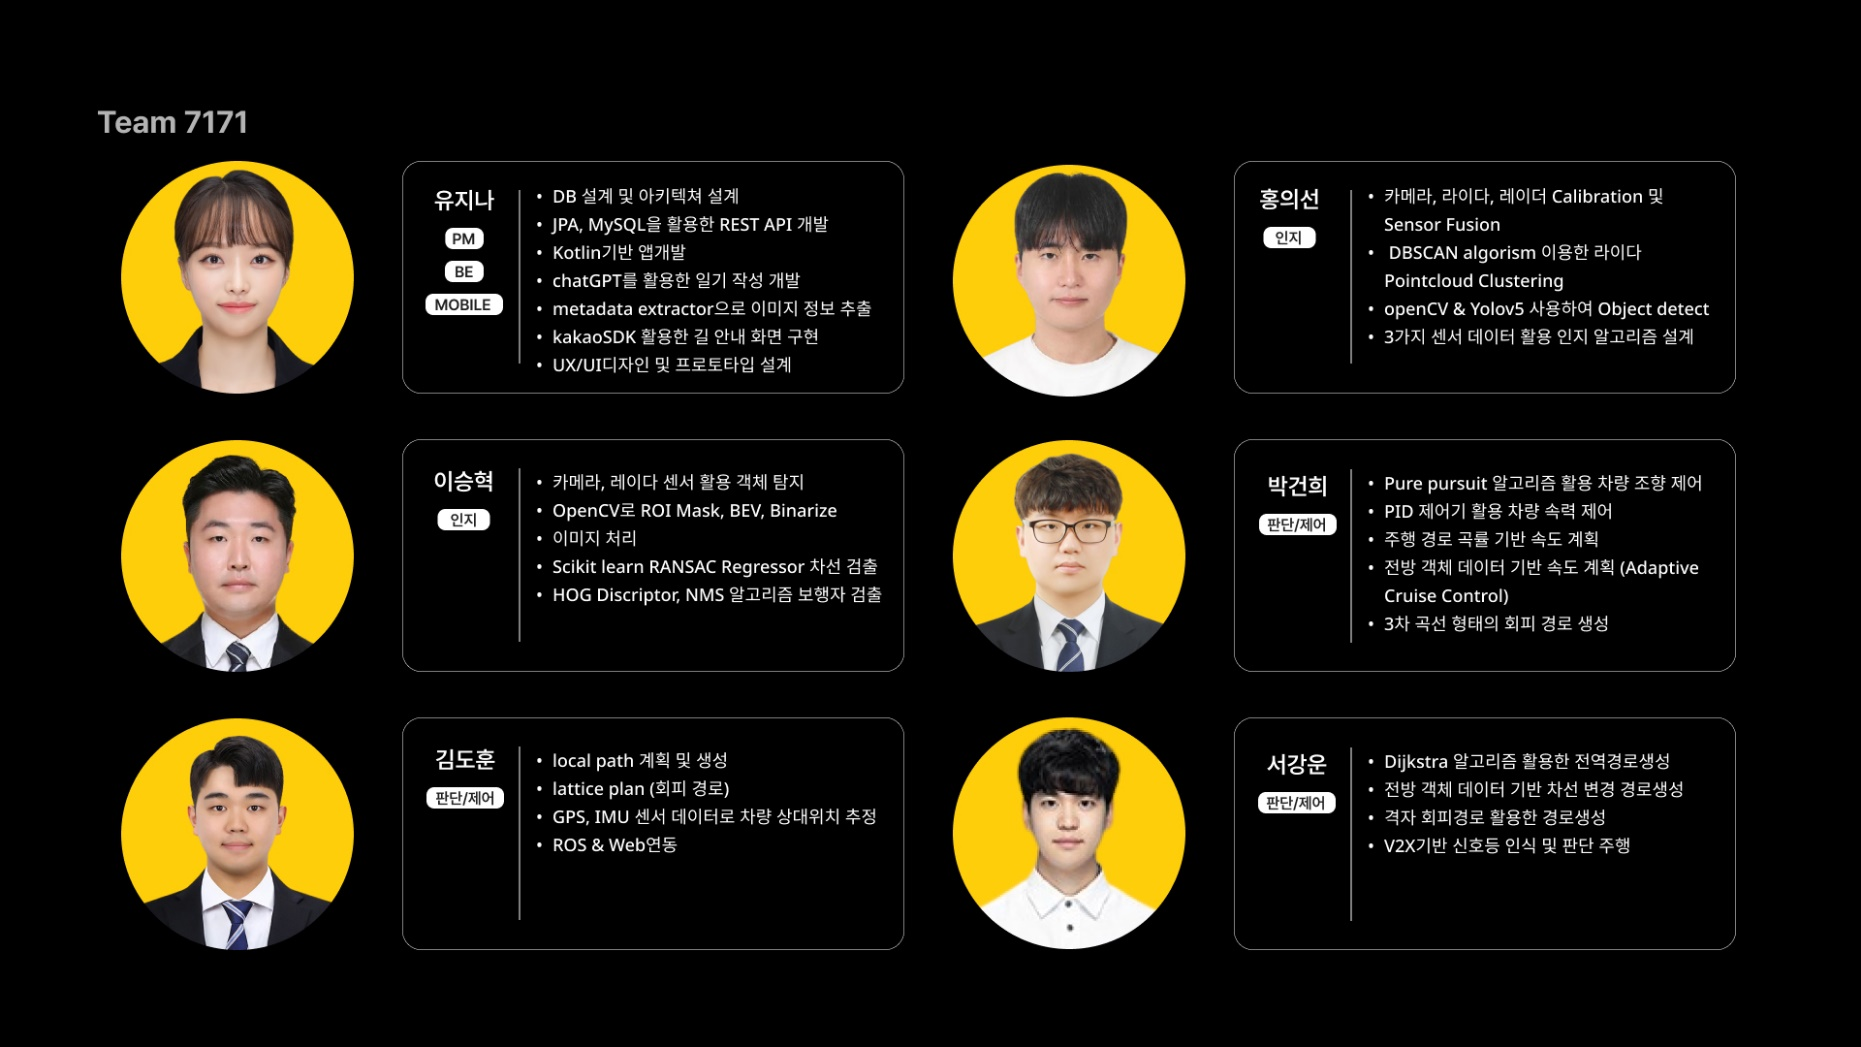 Team 7171
유지나
PM
BE
MOBILE
• DB 설계 및 아키텍쳐 설계
• JPA, MySQL을 활용한 REST API 개발
• Kotlin기반 앱개발
• chatGPT를 활용한 일기 작성 개발
• metadata extractor으로 이미지 정보 추출
• kakaoSDK 활용한 길 안내 화면 구현
• UX/UI디자인 및 프로토타입 설계
홍의선
인지
• 카메라, 라이다, 레이더 Calibration 및
Sensor Fusion
• DBSCAN algorism 이용한 라이다
Pointcloud Clustering
• openCV & Yolov5 사용하여 Object detect
• 3가지 센서 데이터 활용 인지 알고리즘 설계
이승혁
인지
• 카메라, 레이다 센서 활용 객체 탐지
• OpenCV로 ROI Mask, BEV, Binarize
• 이미지 처리
• Scikit learn RANSAC Regressor 차선 검출
• HOG Discriptor, NMS 알고리즘 보행자 검출
박건희
판단/제어
• Pure pursuit 알고리즘 활용 차량 조향 제어
• PID 제어기 활용 차량 속력 제어
• 주행 경로 곡률 기반 속도 계획
• 전방 객체 데이터 기반 속도 계획 (Adaptive
Cruise Control)
• 3차 곡선 형태의 회피 경로 생성
김도훈
판단/제어
• local path 계획 및 생성
• lattice plan (회피 경로)
• GPS, IMU 센서 데이터로 차량 상대위치 추정
• ROS & Web연동
서강운
판단/제어
• Dijkstra 알고리즘 활용한 전역경로생성
• 전방 객체 데이터 기반 차선 변경 경로생성
• 격자 회피경로 활용한 경로생성
• V2X기반 신호등 인식 및 판단 주행